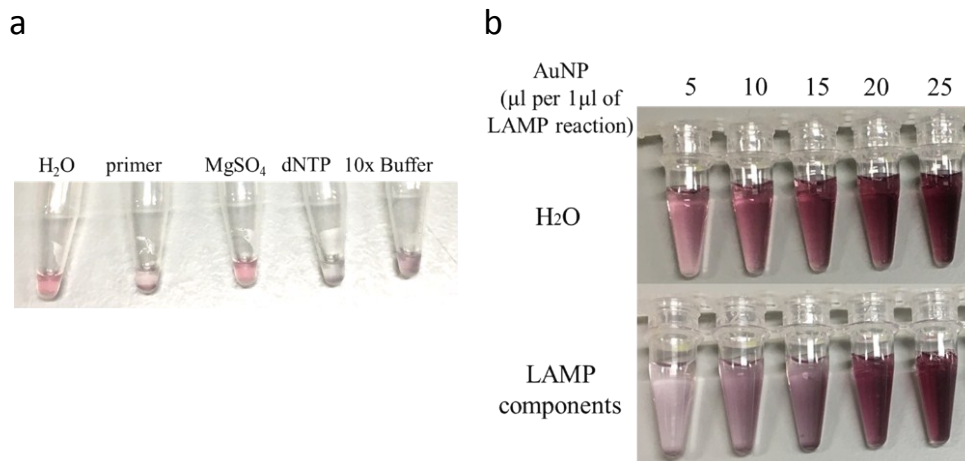 a
H₂O primer MgSO₄ dNTP 10x Buffer
b
AuNP
(µl per 1µl of
LAMP reaction)
5 10 15 20 25
H₂O
LAMP
components